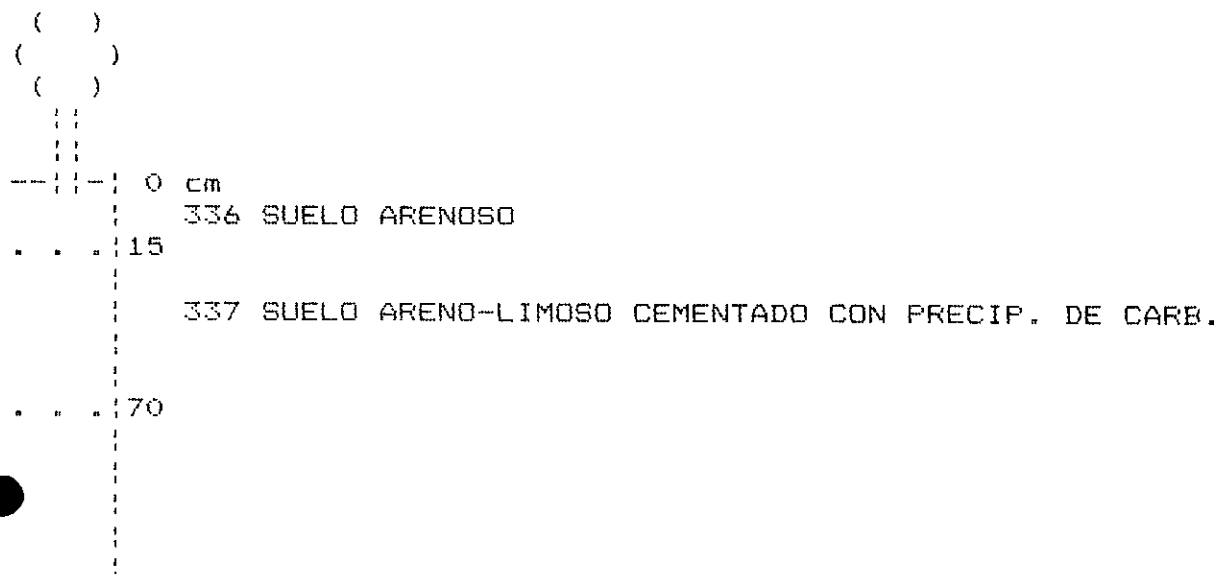 0 cm
336 SUELO ARENOSO
15
337 SUELO ARENO-LIMOSO CEMENTADO CON PRECIP. DE CARB.
70